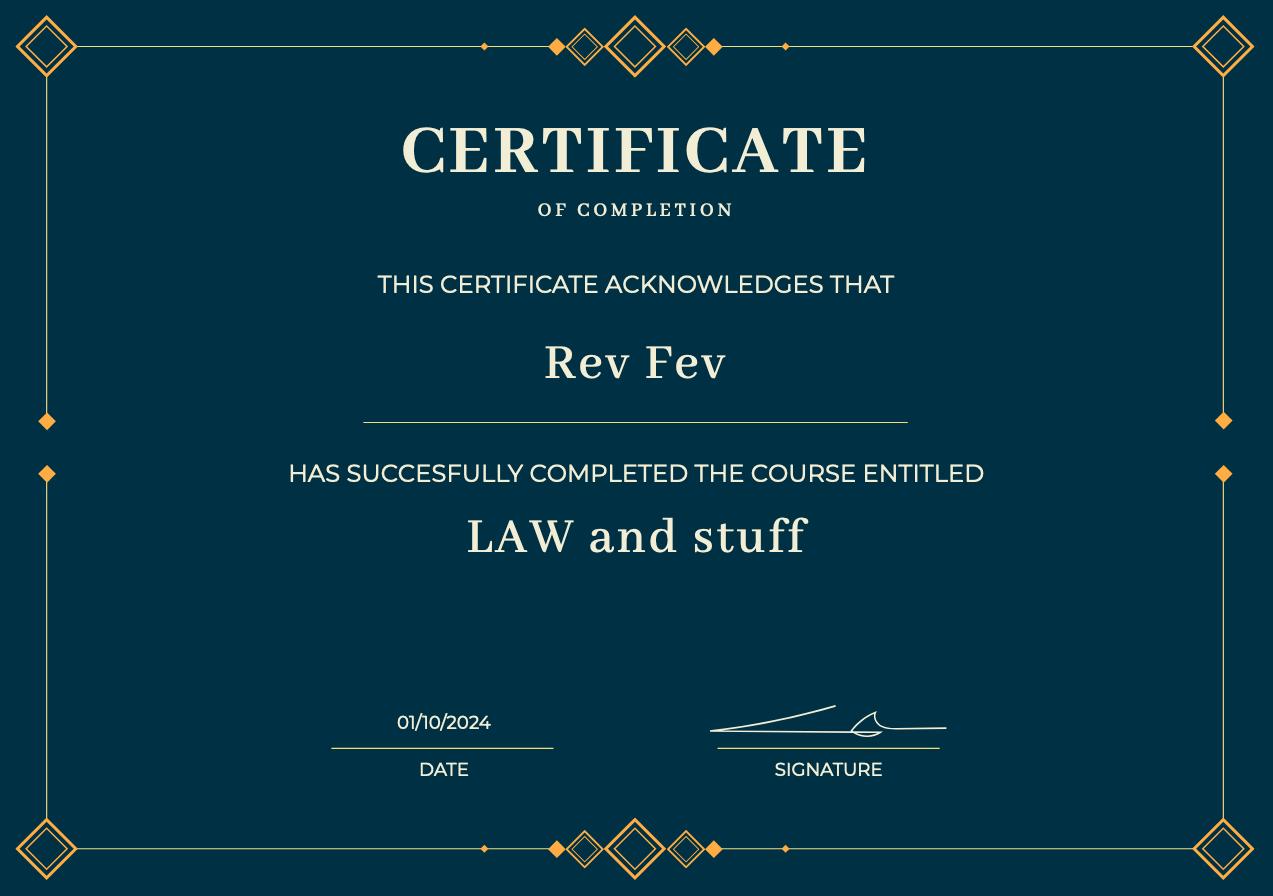 CERTIFICATE
OF COMPLETION
THIS CERTIFICATE ACKNOWLEDGES THAT
Rev Fev
HAS SUCCESFULLY COMPLETED THE COURSE ENTITLED
LAW and stuff
01/10/2024
DATE
SIGNATURE